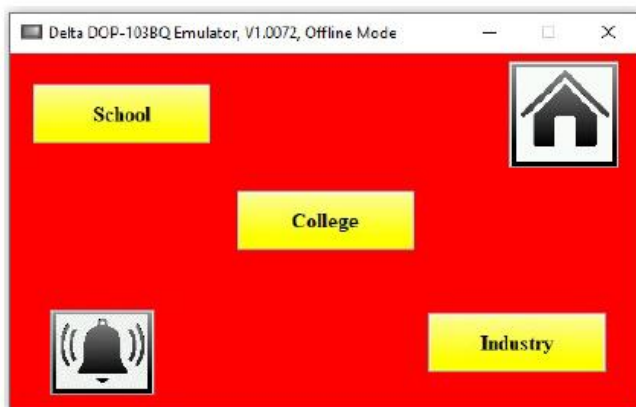 Delta DOP-103BQ Emulator, V1.0072, Offline Mode
School
College
Industry